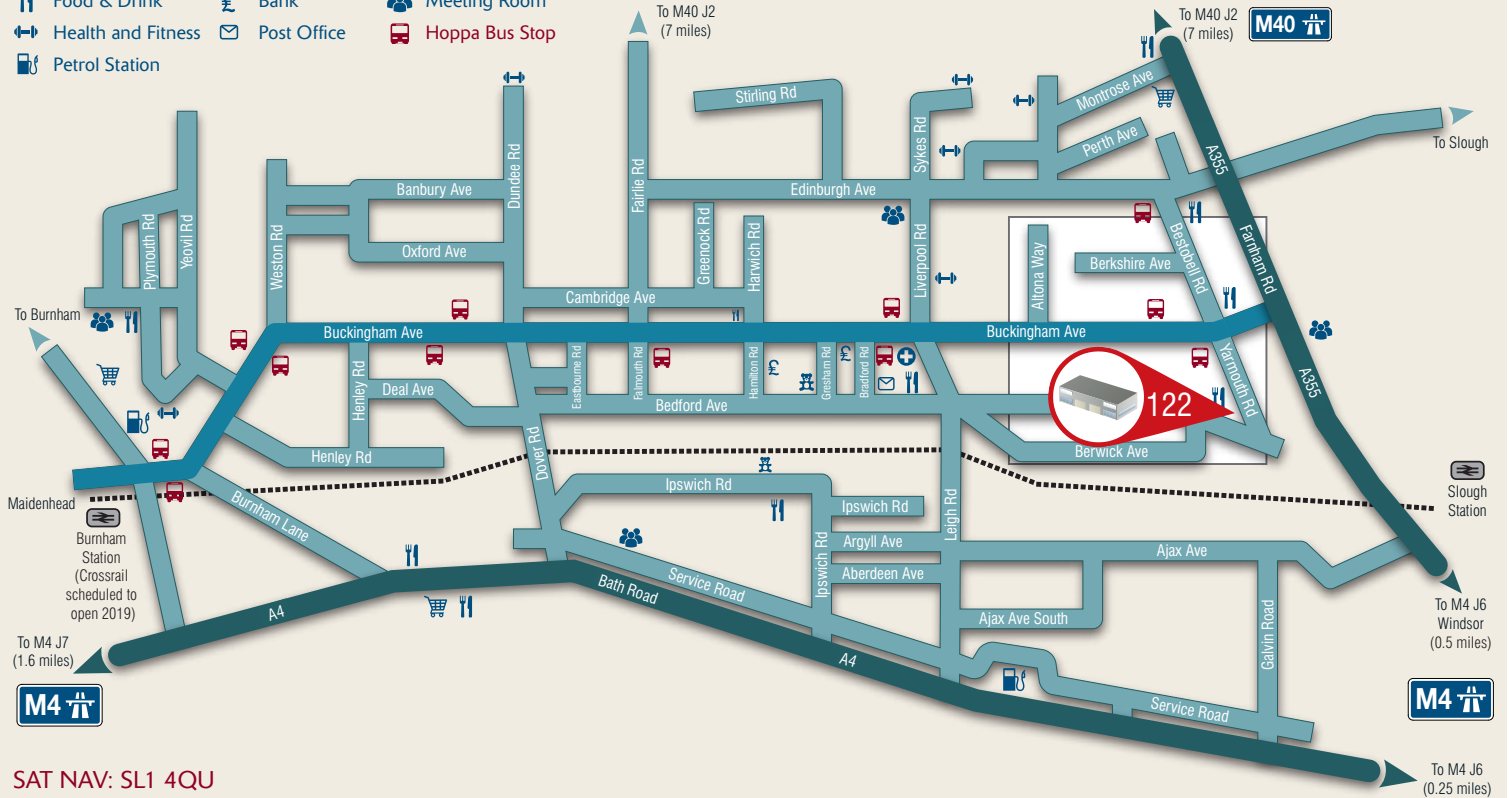 Food & Drink
£ Bank
Meeting Room
Health and Fitness
Post Office
Hoppa Bus Stop
Petrol Station
To M40 J2
(7 miles)
To M40 J2
(7 miles)
M40
Stirling Rd
Montrose Ave
Perth Ave
Sykes Rd
A355
To Slough
Dundee Rd
Banbury Ave
Fairlie Rd
Edinburgh Ave
Plymouth Rd
Yeovil Rd
Weston Rd
Oxford Ave
Greenock Rd
Harwich Rd
Liverpool Rd
Altona Way
Berkshire Ave
Bestobell Rd
Farnham Rd
Cambridge Ave
To Burnham
Buckingham Ave
Buckingham Ave
Henley Rd
Deal Ave
Eastbourne Rd
Falmouth Rd
Hamilton Rd
£
Gresham Rd
£
Bradford Rd
Yarmouth Rd
A355
Bedford Ave
122
Henley Rd
Dover Rd
Berwick Ave
Maidenhead
Burnham
Station
(Crossrail
scheduled to
open 2019)
Burnham Lane
Ipswich Rd
Ipswich Rd
Ipswich Rd
Argyll Ave
Aberdeen Ave
Leigh Rd
Slough
Station
Ajax Ave
Ajax Ave South
Galvin Road
Service Road
Bath Road
A4
A4
Service Road
To M4 J7
(1.6 miles)
M4
To M4 J6
Windsor
(0.5 miles)
M4
To M4 J6
(0.25 miles)
SAT NAV: SL1 4QU